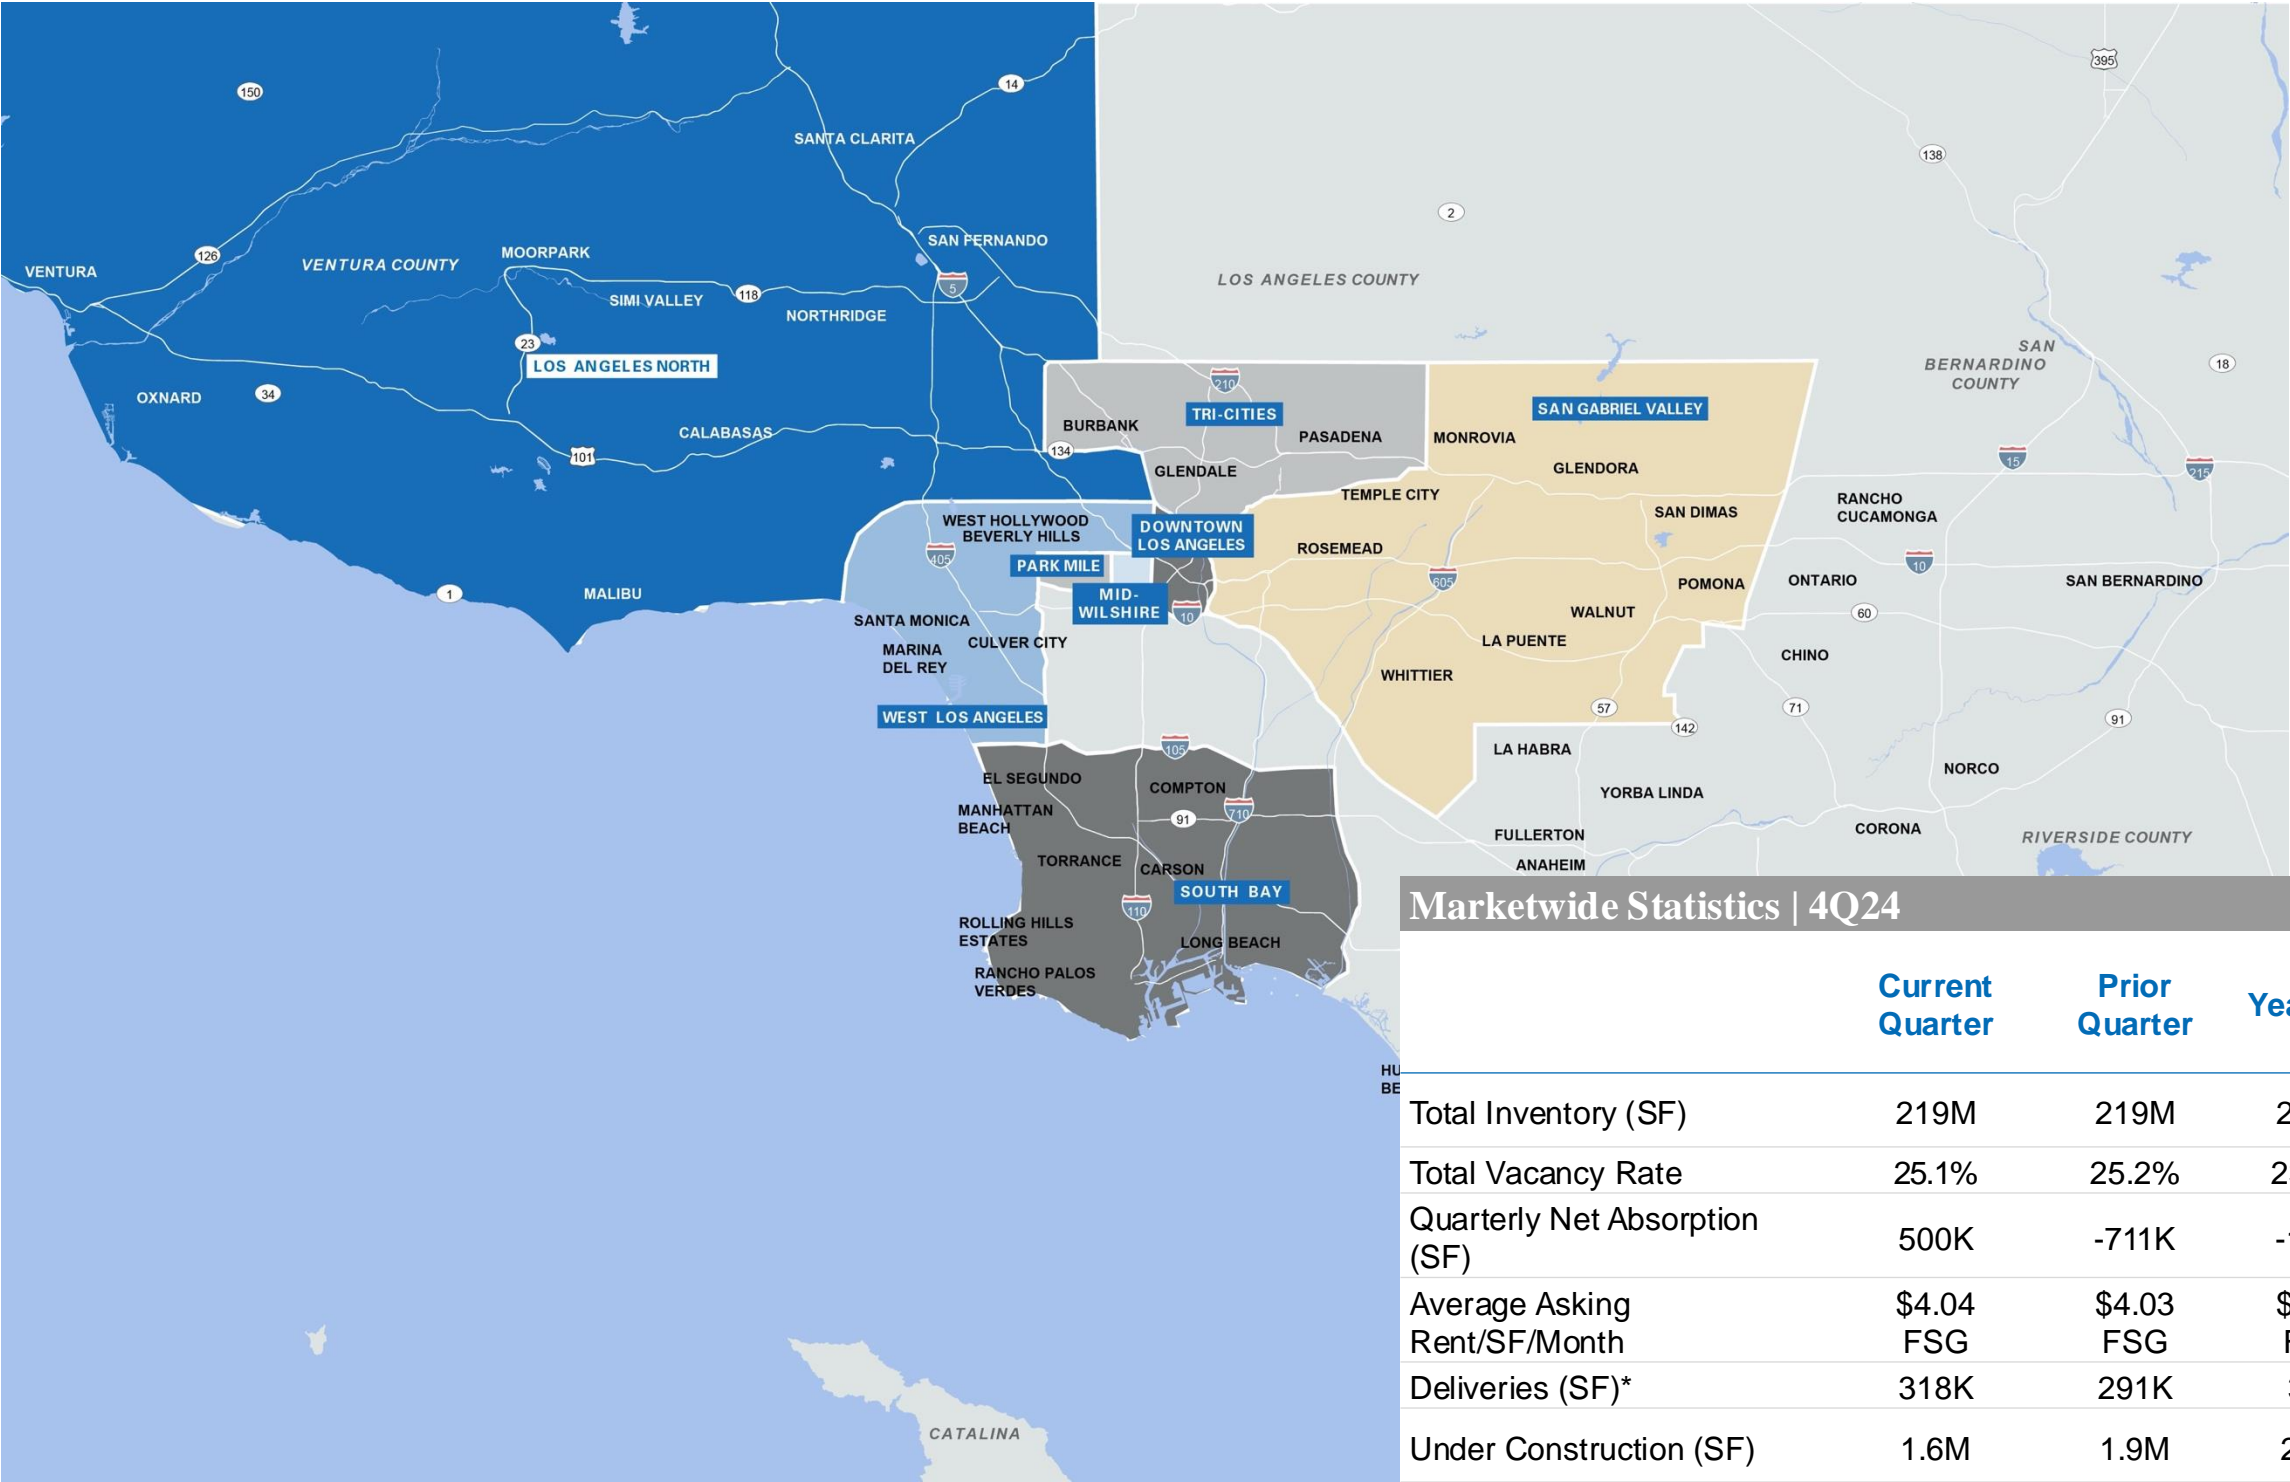 395
150
14
SANTA CLARITA
138
2
SAN FERNANDO
126
MOORPARK
VENTURA COUNTY
VENTURA
LOS ANGELES COUNTY
5
118
SIMI VALLEY
NORTHRIDGE
23
SAN
BERNARDINO
COUNTY
18
LOS ANGELES NORTH
210
OXNARD
34
TRI-CITIES
SAN GABRIEL VALLEY
BURBANK
PASADENA
MONROVIA
CALABASAS
101
134
GLENDALE
GLENDORA
15
215
TEMPLE CITY
RANCHO
CUCAMONGA
SAN DIMAS
WEST HOLLYWOOD
BEVERLY HILLS
DOWNTOWN
LOS ANGELES
ROSEMEAD
405
PARK MILE
10
605
POMONA
ONTARIO
SAN BERNARDINO
1
MALIBU
MID-
WILSHIRE
10
WALNUT
60
SANTA MONICA
CULVER CITY
LA PUENTE
MARINA
DEL REY
CHINO
WHITTIER
57
71
WEST LOS ANGELES
142
91
105
LA HABRA
EL SEGUNDO
COMPTON
NORCO
YORBA LINDA
MANHATTAN
BEACH
91
710
FULLERTON
CORONA
RIVERSIDE COUNTY
TORRANCE
CARSON
ANAHEIM
SOUTH BAY
110
ROLLING HILLS
ESTATES
LONG BEACH
RANCHO PALOS
VERDES
CATALINA
Marketwide Statistics | 4Q24
Current Quarter Prior Quarter
Total Inventory (SF) 219M 219M
Total Vacancy Rate 25.1% 25.2%
Quarterly Net Absorption
(SF) 500K -711K
Average Asking $4.04 $4.03
Rent/SF/Month FSG FSG
Deliveries (SF)* 318K 291K
Under Construction (SF) 1.6M 1.9M